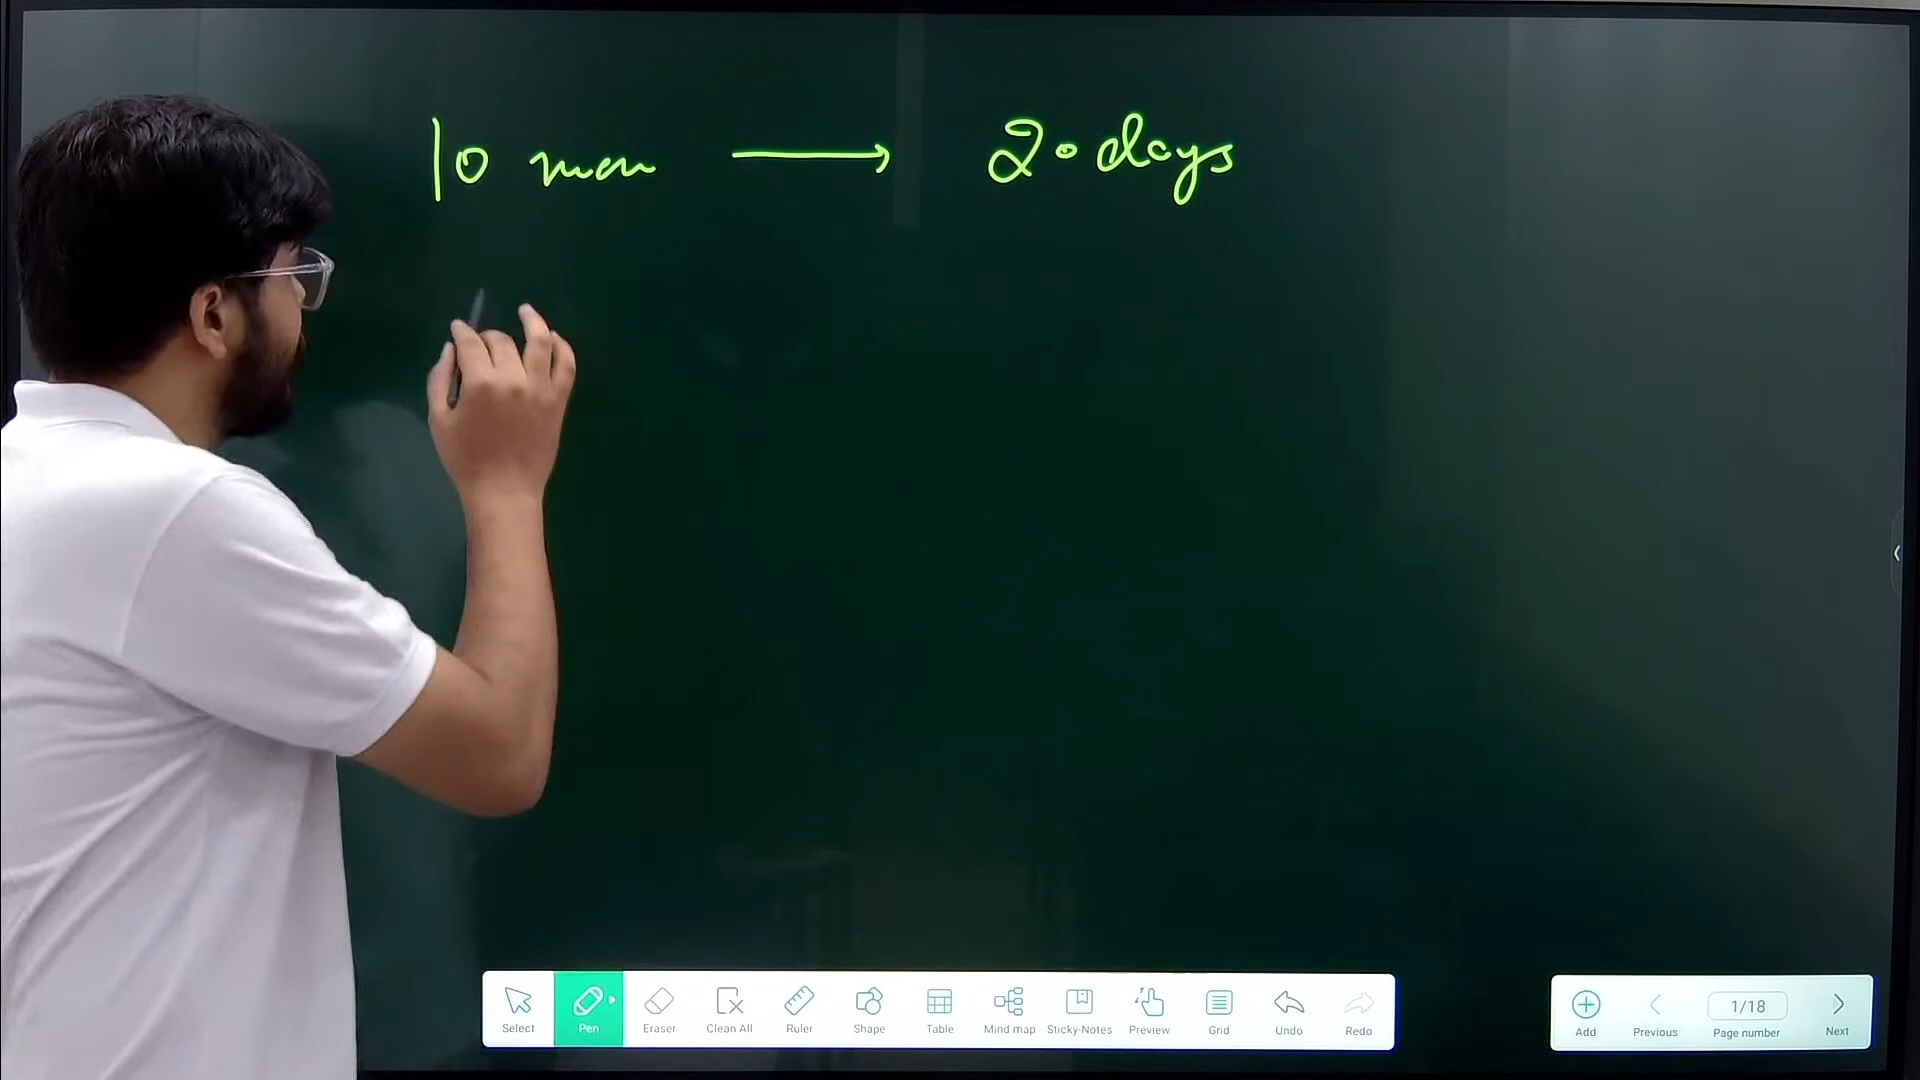 10 men → 20 days
Select Pen Eraser Clean All Ruler Shape Table Mind map Sticky-Notes Preview Grid Undo Redo
1/18
Add Previous Page number Next